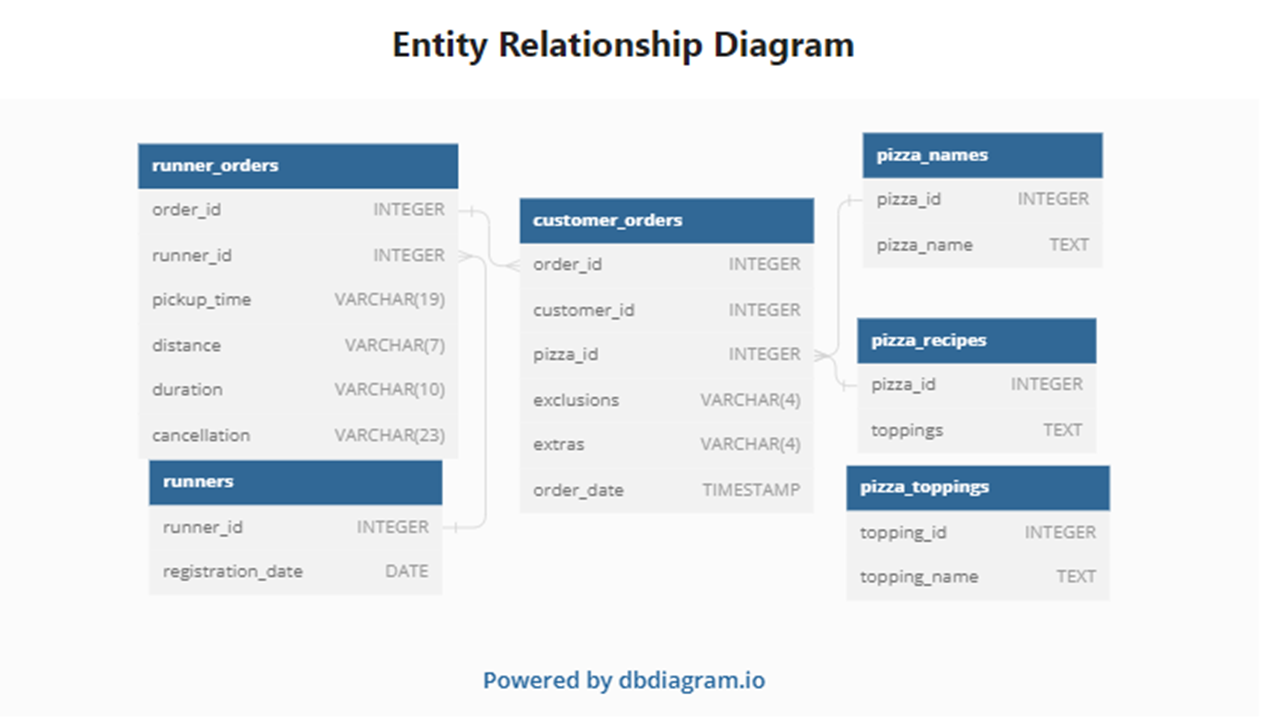 Entity Relationship Diagram
runner_orders
order_id INTEGER
runner_id INTEGER
pickup_time VARCHAR(19)
distance VARCHAR(7)
duration VARCHAR(10)
cancellation VARCHAR(23)
runners
runner_id INTEGER
registration_date DATE
customer_orders
order_id INTEGER
customer_id INTEGER
pizza_id INTEGER
exclusions VARCHAR(4)
extras VARCHAR(4)
order_date TIMESTAMP
pizza_names
pizza_id INTEGER
pizza_name TEXT
pizza_recipes
pizza_id INTEGER
toppings TEXT
pizza_toppings
topping_id INTEGER
topping_name TEXT
Powered by dbdiagram.io